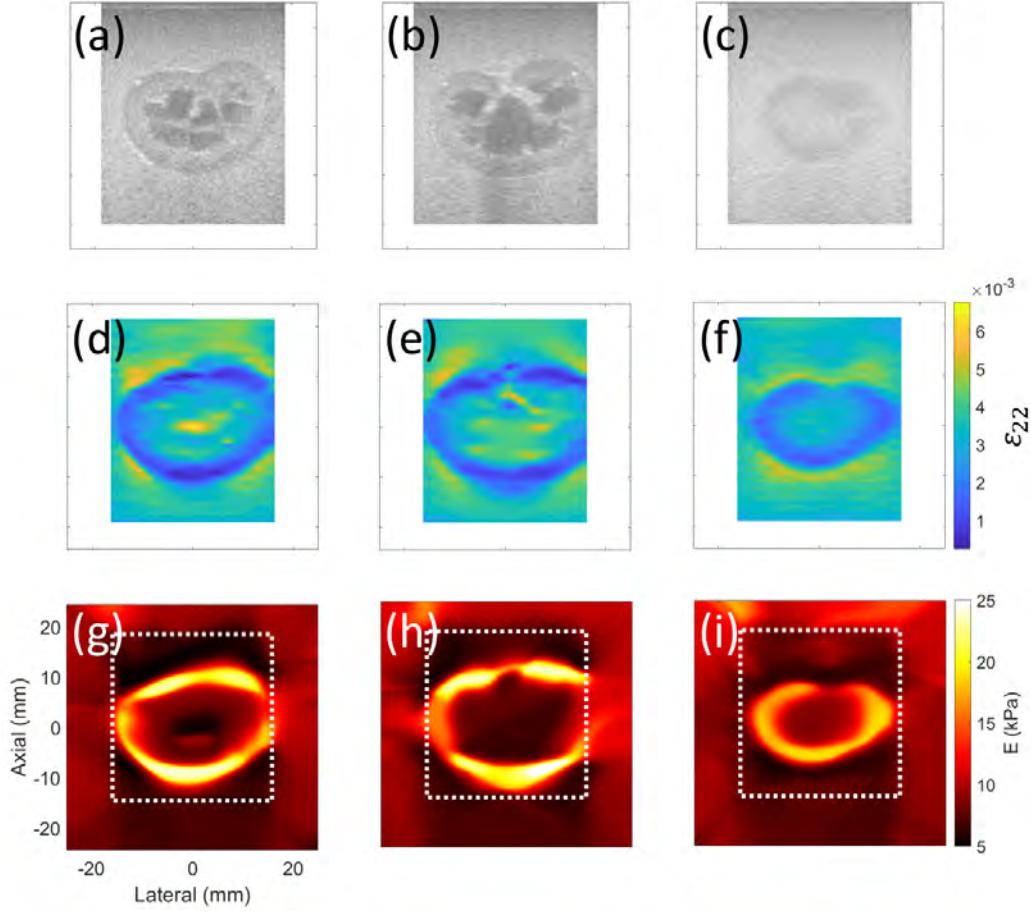 (a)
(b)
(c)
(d)
(e)
(f)
×10⁻³
6
5
4
3
2
1
ε₂₂
(g)
(h)
(i)
20
10
0
-10
-20
Axial (mm)
-20
0
20
Lateral (mm)
25
20
15
10
5
E (kPa)